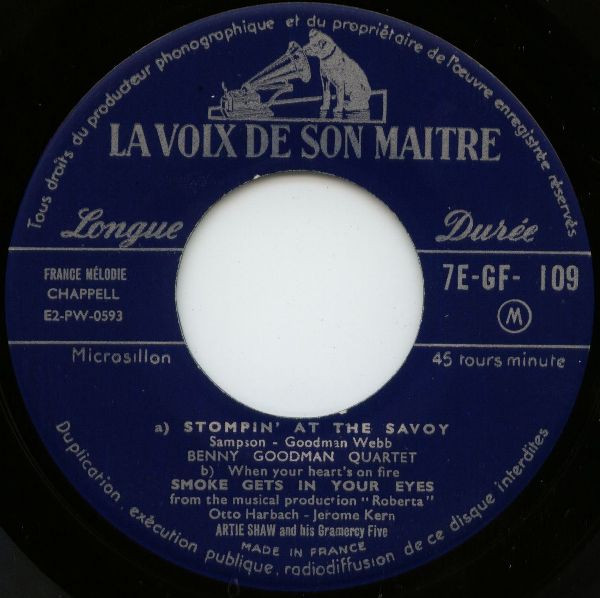 Tous droits du producteur phonographique et du propriétaire de l'œuvre enregistrée réservés
LA VOIX DE SON MAITRE
Longue Durée
FRANCE MÉLODIE
CHAPPELL
E2-PW-0593
7E-GF- 109
M
Microsillon
45 tours minute
a) STOMPIN' AT THE SAVOY
Sampson - Goodman Webb
BENNY GOODMAN QUARTET
b) When your heart's on fire
SMOKE GETS IN YOUR EYES
from the musical production "Roberta"
Otto Harbach - Jerome Kern
ARTIE SHAW and his Gramercy Five
MADE IN FRANCE
Duplication, exécution publique, radiodiffusion de ce disque interdites